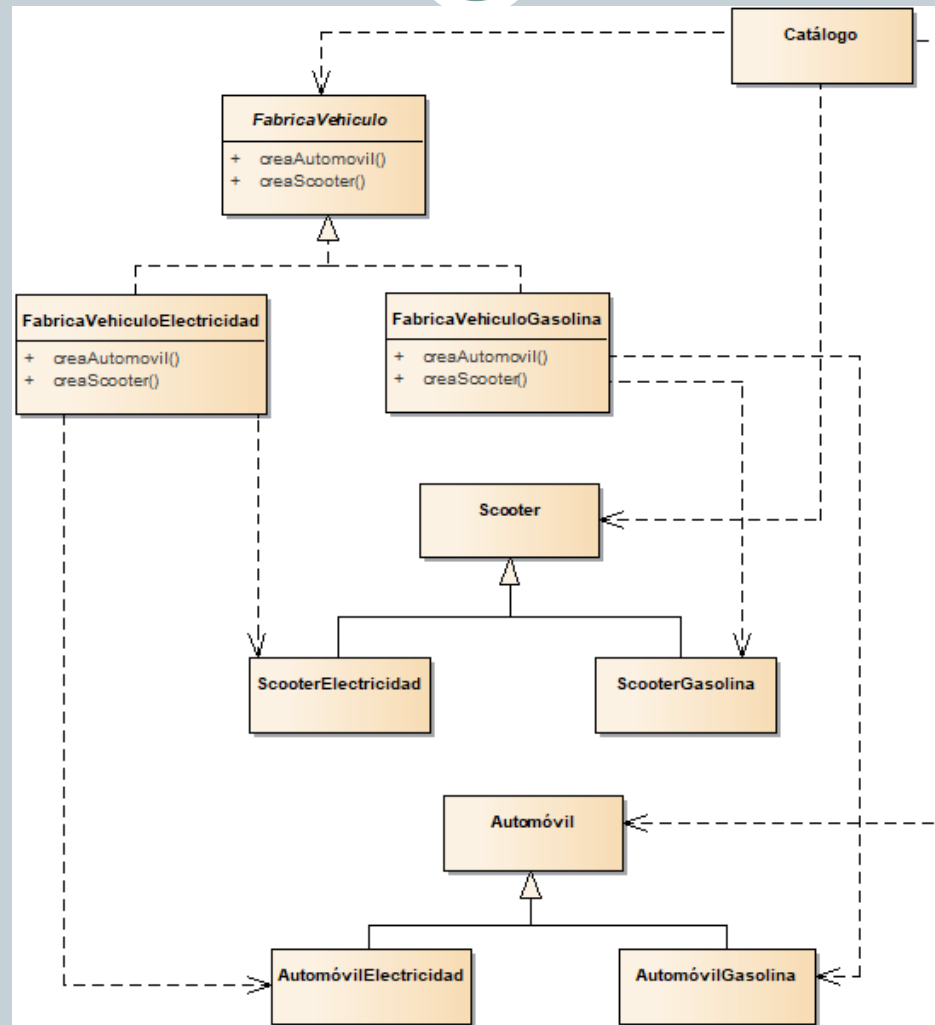 Catálogo
FabricaVehiculo
+ creaAutomovil()
+ creaScooter()
FabricaVehiculoElectricidad
+ creaAutomovil()
+ creaScooter()
FabricaVehiculoGasolina
+ creaAutomovil()
+ creaScooter()
Scooter
ScooterElectricidad
ScooterGasolina
Automóvil
AutomóvilElectricidad
AutomóvilGasolina